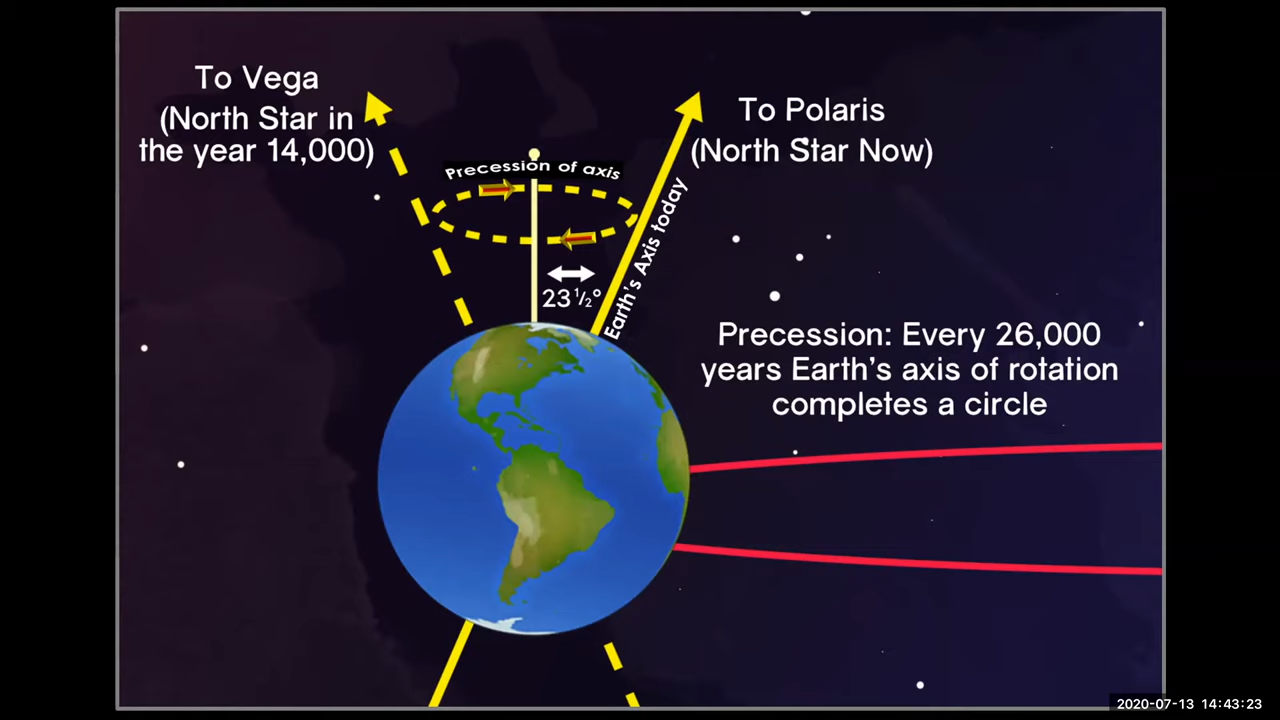 To Vega
(North Star in
the year 14,000)
Precession of axis
To Polaris
(North Star Now)
Earth's Axis today
23 ½°
Precession: Every 26,000
years Earth's axis of rotation
completes a circle
2020-07-13 14:43:23